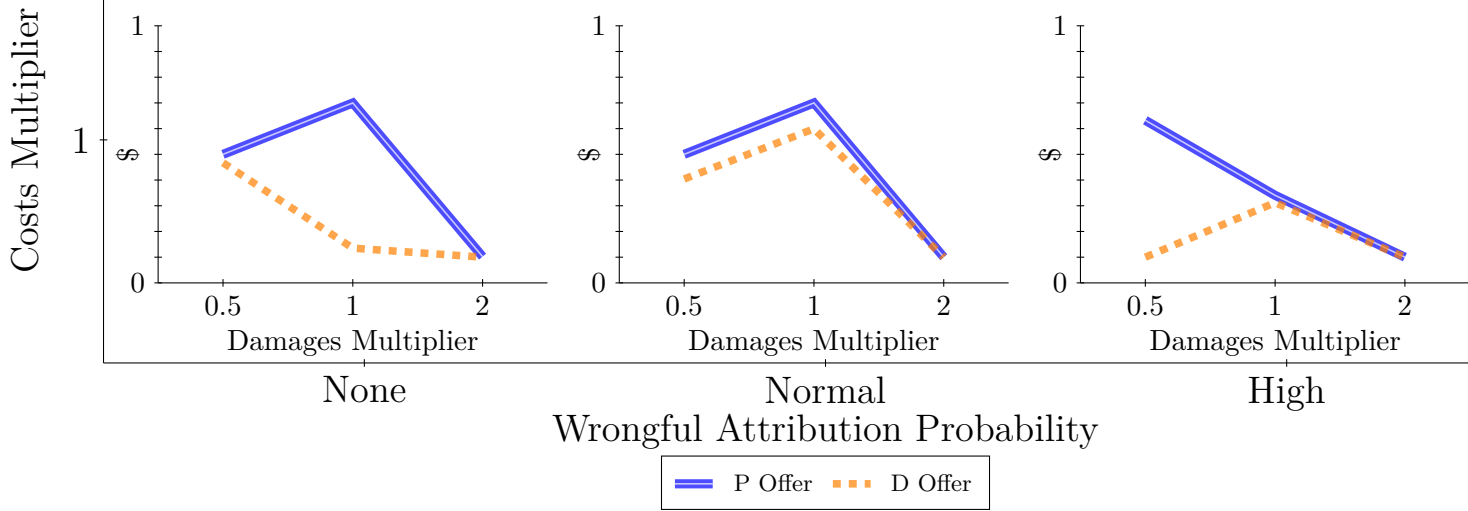 Costs Multiplier
1
1
$
0
0.5 1 2
Damages Multiplier
1
$
0
0.5 1 2
Damages Multiplier
1
$
0
0.5 1 2
Damages Multiplier
None Normal High
Wrongful Attribution Probability
P Offer D Offer